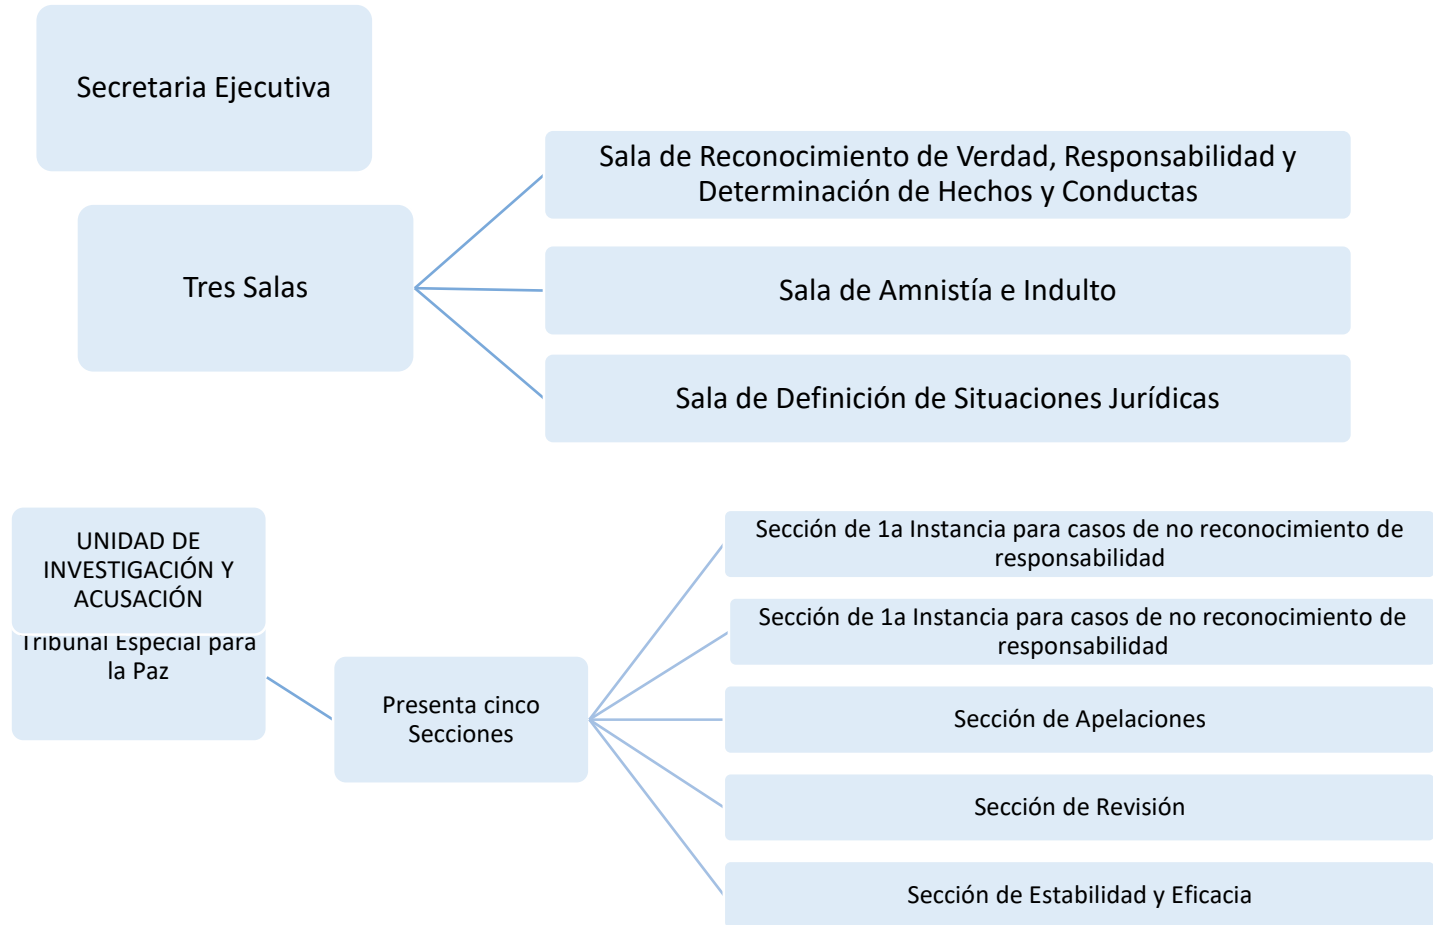 Secretaria Ejecutiva
Sala de Reconocimiento de Verdad, Responsabilidad y
Determinación de Hechos y Conductas
Tres Salas
Sala de Amnistía e Indulto
Sala de Definición de Situaciones Jurídicas
UNIDAD DE
INVESTIGACIÓN Y
ACUSACIÓN
Tribunal Especial para
la Paz
Presenta cinco
Secciones
Sección de 1a Instancia para casos de no reconocimiento de
responsabilidad
Sección de 1a Instancia para casos de no reconocimiento de
responsabilidad
Sección de Apelaciones
Sección de Revisión
Sección de Estabilidad y Eficacia